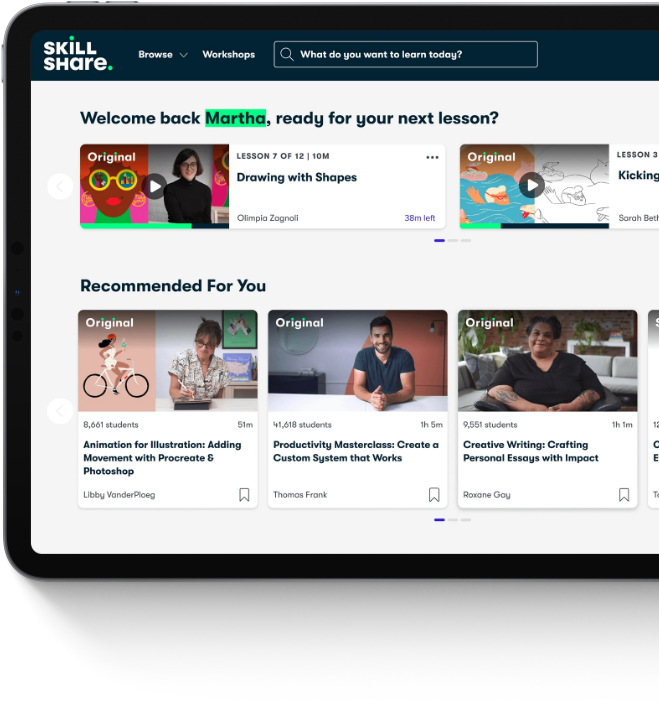 SKILL
SHare.
Browse
Workshops
What do you want to learn today?
Welcome back Martha, ready for your next lesson?
Original
LESSON 7 OF 12 | 10M
Drawing with Shapes
Olimpia Zagnoli
38m left
Original
LESSON 3
Kicking
Sarah Beth
Recommended For You
Original
8,661 students
51m
Animation for Illustration: Adding
Movement with Procreate &
Photoshop
Libby VanderPloeg
Original
41,618 students
1h 5m
Productivity Masterclass: Create a
Custom System that Works
Thomas Frank
Original
9,551 students
1h 1m
Creative Writing: Crafting
Personal Essays with Impact
Roxane Gay